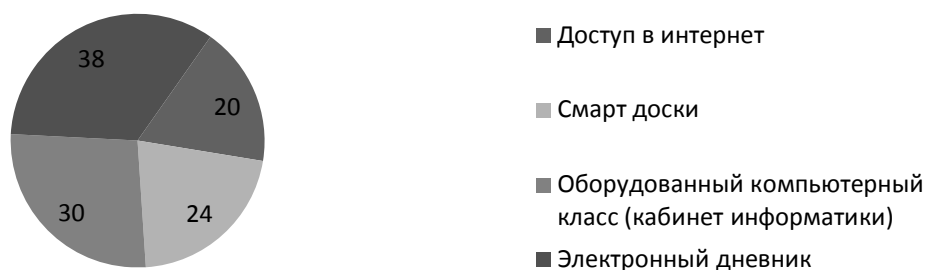 38
20
30
24
Доступ в интернет
Смарт доски
Оборудованный компьютерный
класс (кабинет информатики)
Электронный дневник